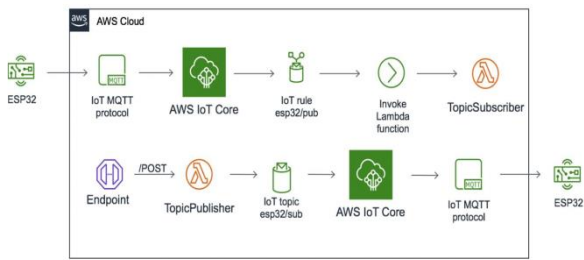 aws
AWS Cloud
ESP32
IoT MQTT
protocol
MQTT
AWS IoT Core
IoT rule
esp32/pub
Invoke
Lambda
function
TopicSubscriber
Endpoint
/POST
TopicPublisher
IoT topic
esp32/sub
AWS IoT Core
IoT MQTT
protocol
MQTT
ESP32